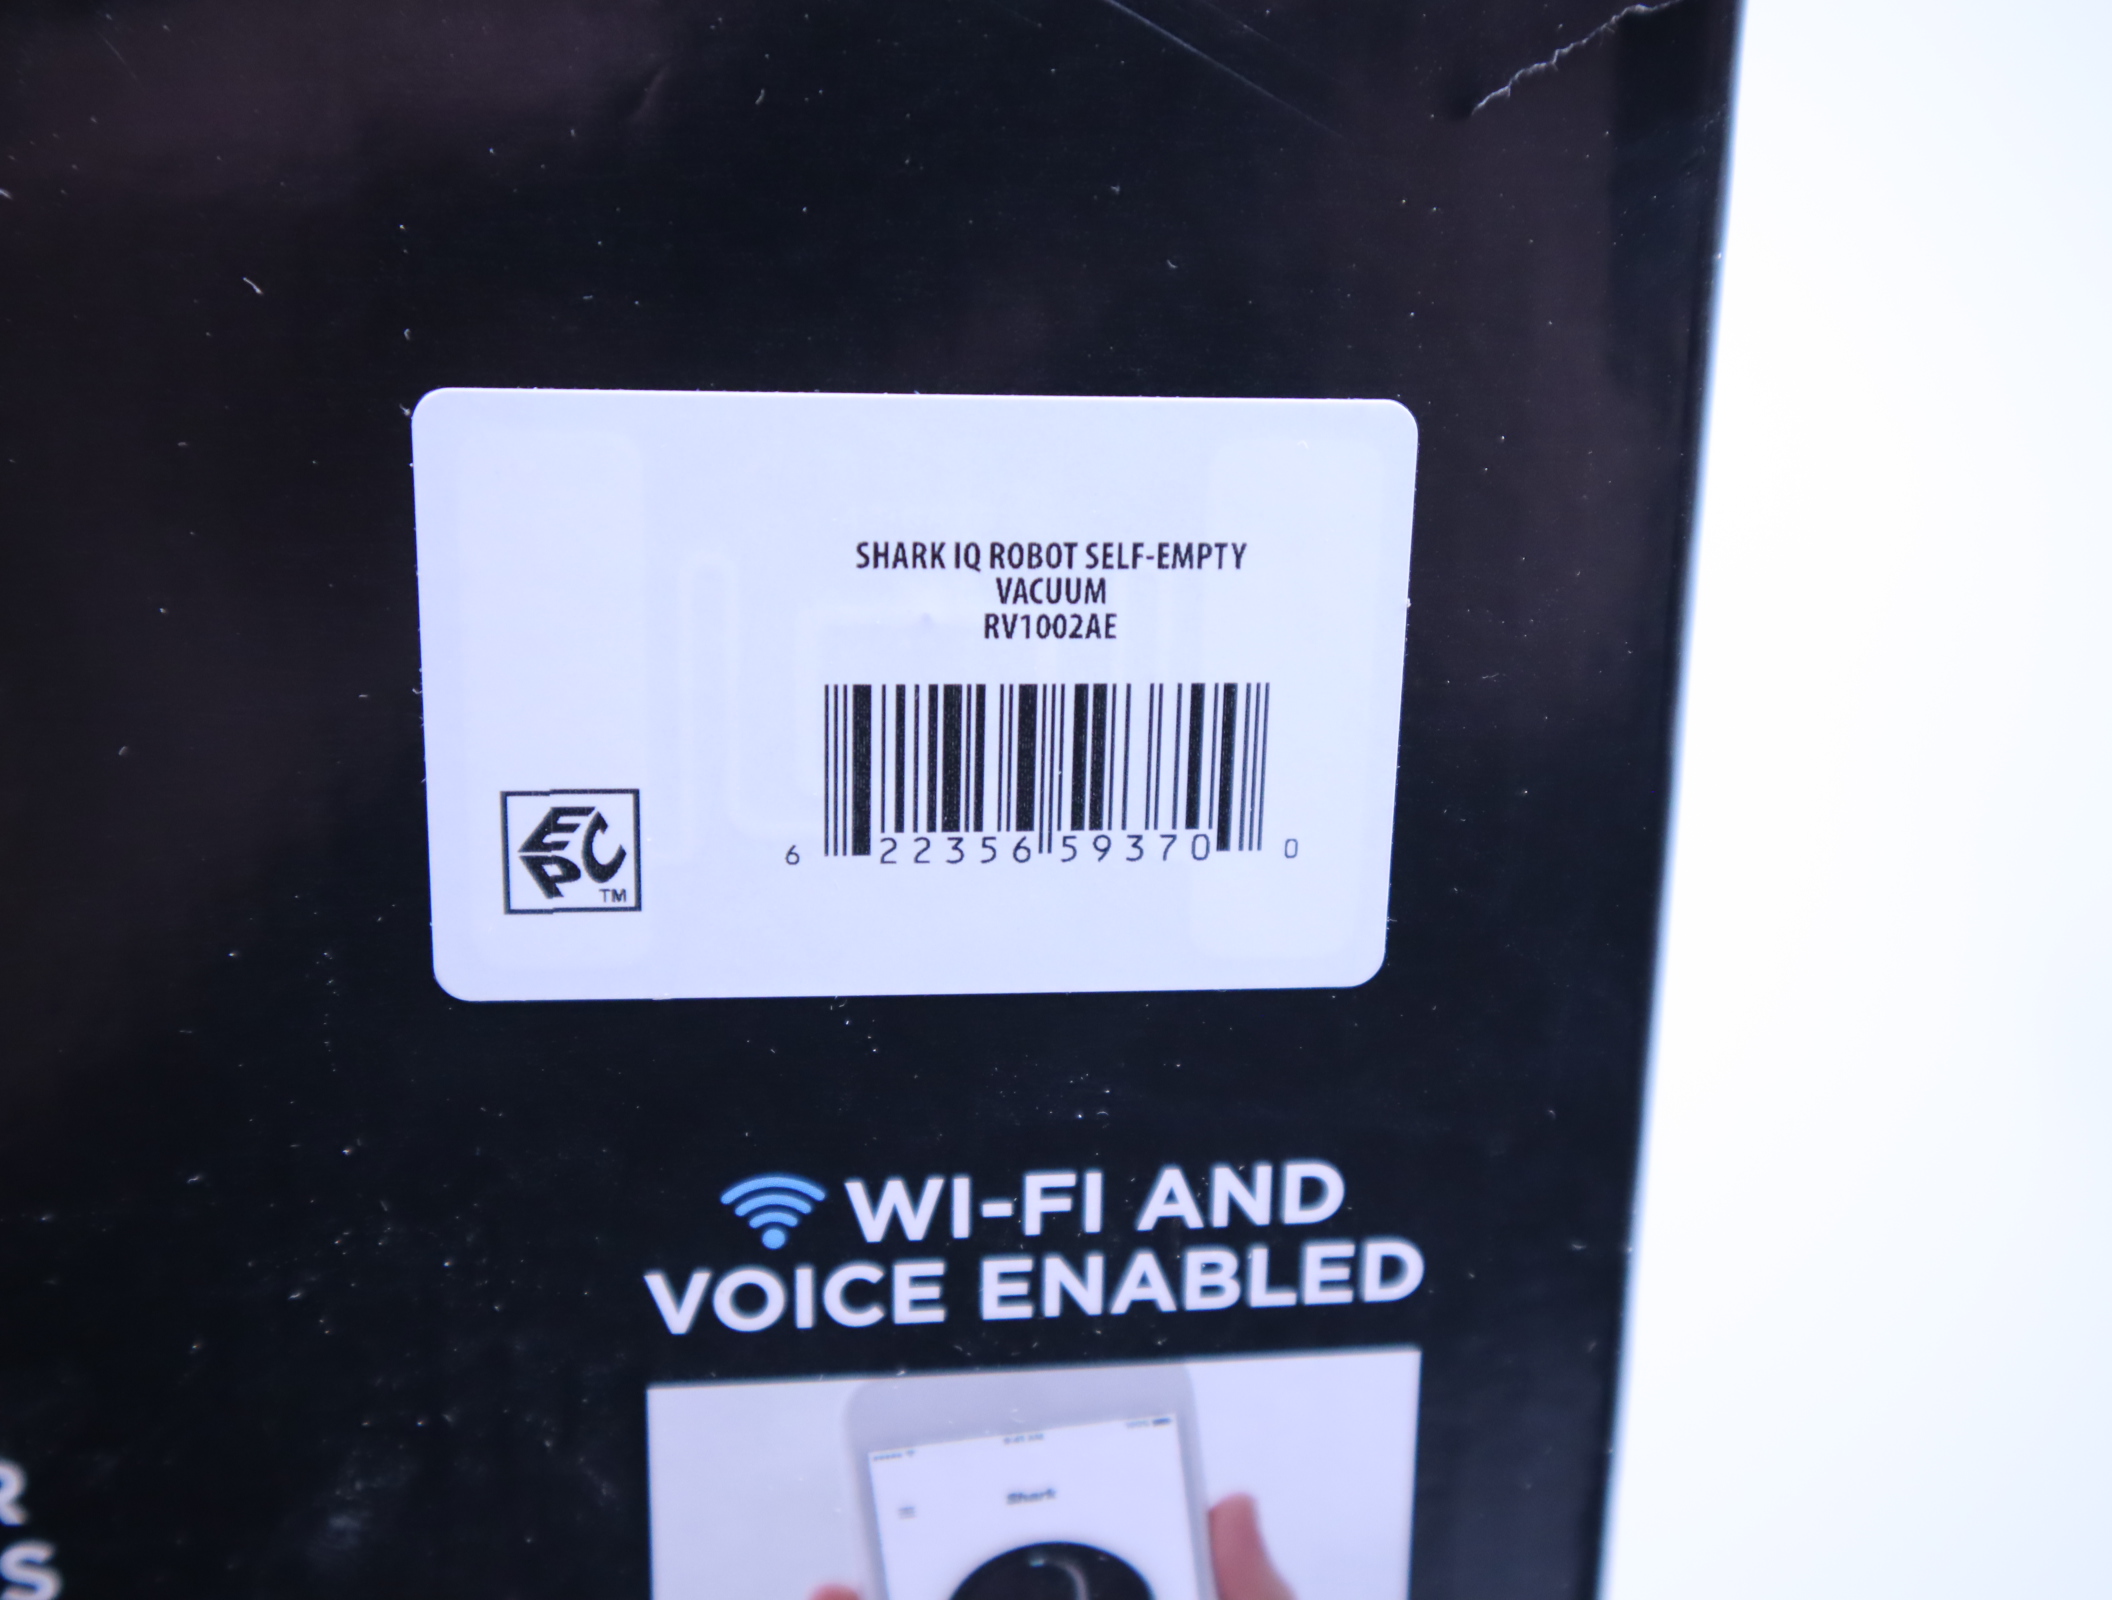 SHARK IQ ROBOT SELF-EMPTY
VACUUM
RV1002AE
6 22356 59370 0
EPC
TM
WI-FI AND
VOICE ENABLED
Shark
R
S